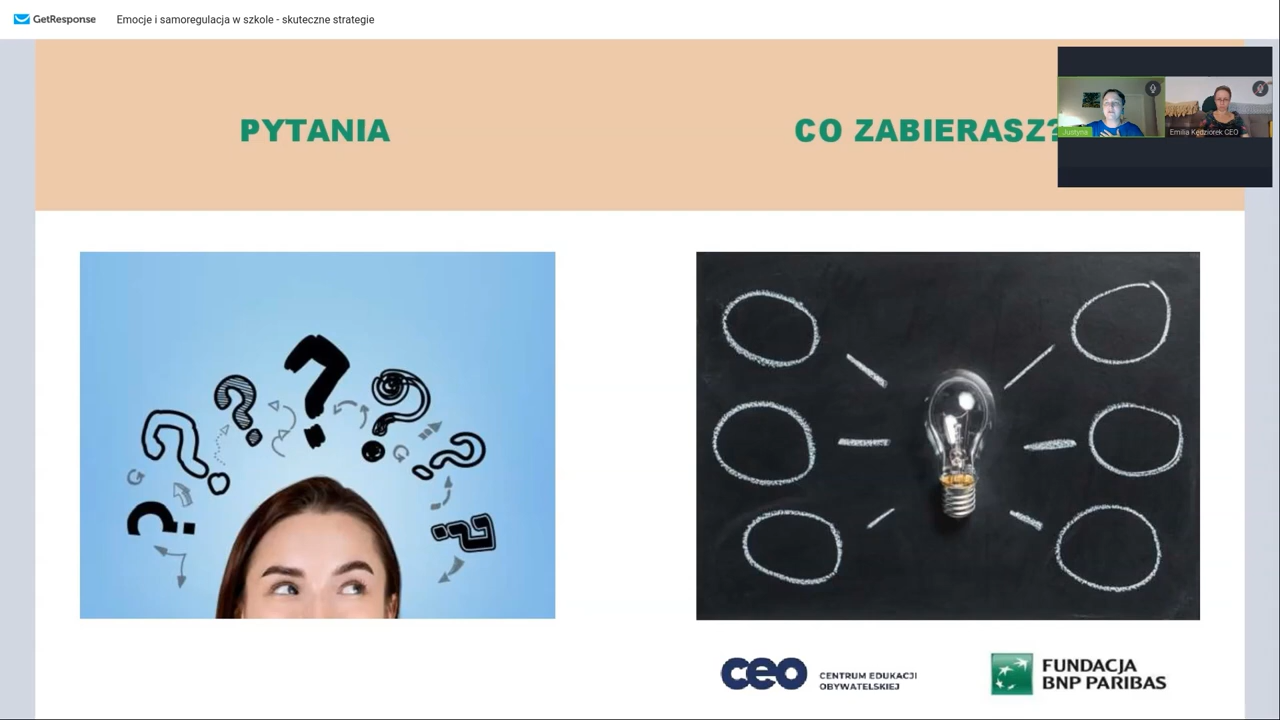 GetResponse Emocje i samoregulacja w szkole - skuteczne strategie
PYTANIA
CO ZABIERASZ?
Justyna
Emilia Kędziorek CEO
ceo
CENTRUM EDUKACJI
OBYWATELSKIEJ
FUNDACJA
BNP PARIBAS